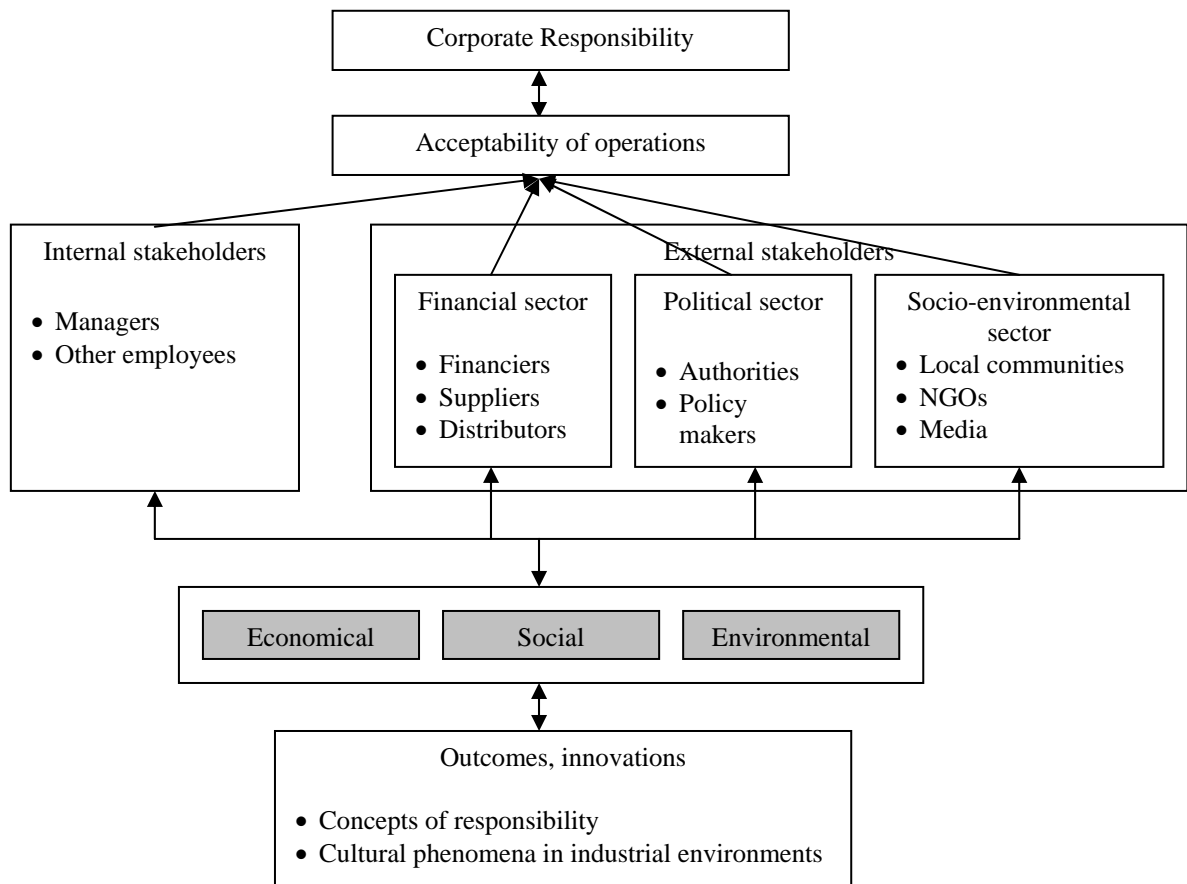 Corporate Responsibility
Acceptability of operations
Internal stakeholders
• Managers
• Other employees
External stakeholders
Financial sector
• Financiers
• Suppliers
• Distributors
Political sector
• Authorities
• Policy
makers
Socio-environmental
sector
• Local communities
• NGOs
• Media
Economical
Social
Environmental
Outcomes, innovations
• Concepts of responsibility
• Cultural phenomena in industrial environments